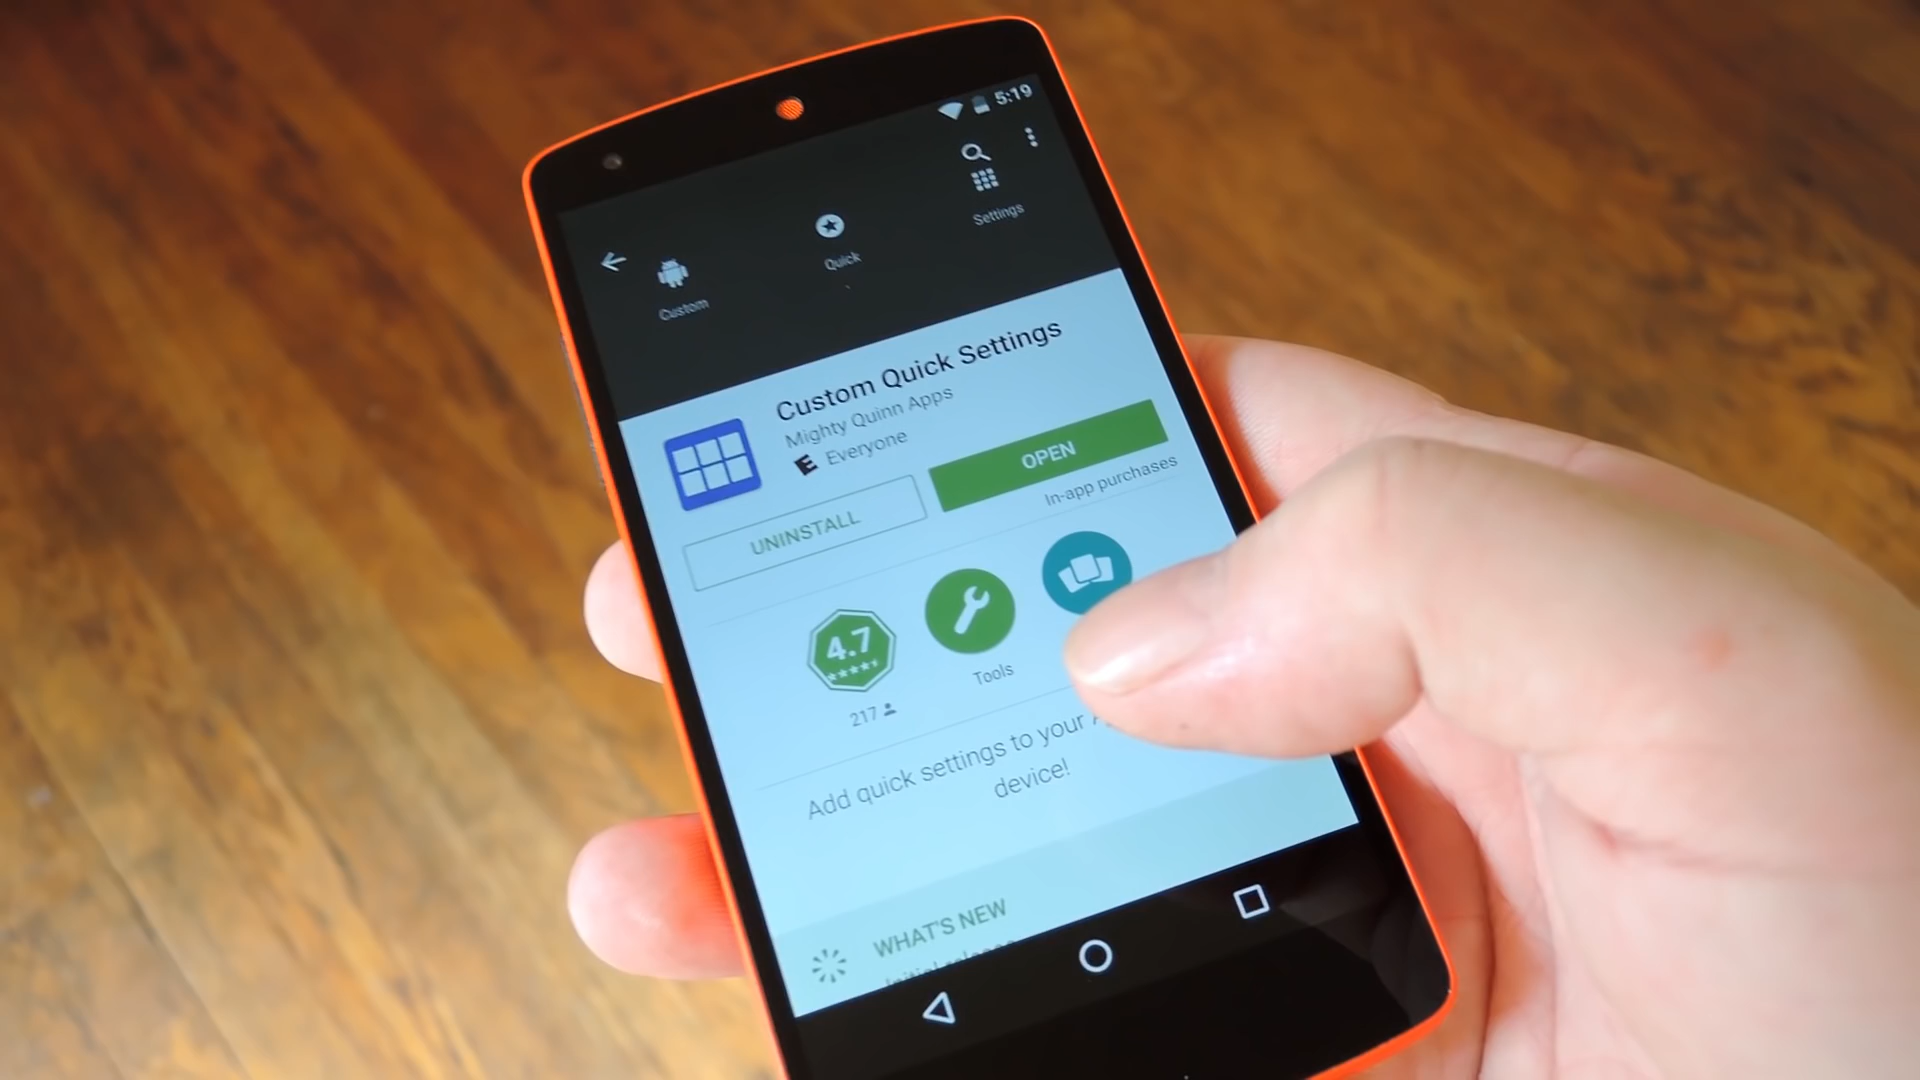 5:19
Custom
Quick
Settings
Custom Quick Settings
Mighty Quinn Apps
E Everyone
UNINSTALL
OPEN
In-app purchases
4.7
217
Tools
Add quick settings to your
device!
WHAT'S NEW